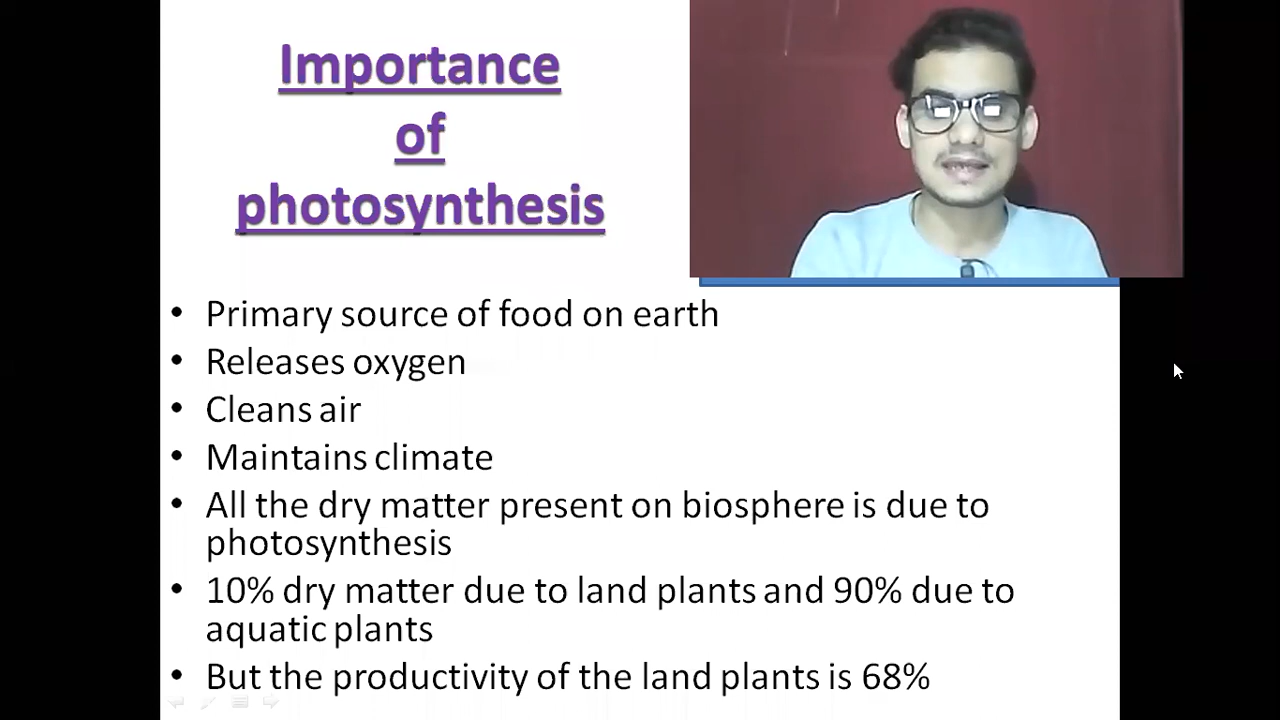 Importance
of
photosynthesis
• Primary source of food on earth
• Releases oxygen
• Cleans air
• Maintains climate
• All the dry matter present on biosphere is due to
photosynthesis
• 10% dry matter due to land plants and 90% due to
aquatic plants
• But the productivity of the land plants is 68%